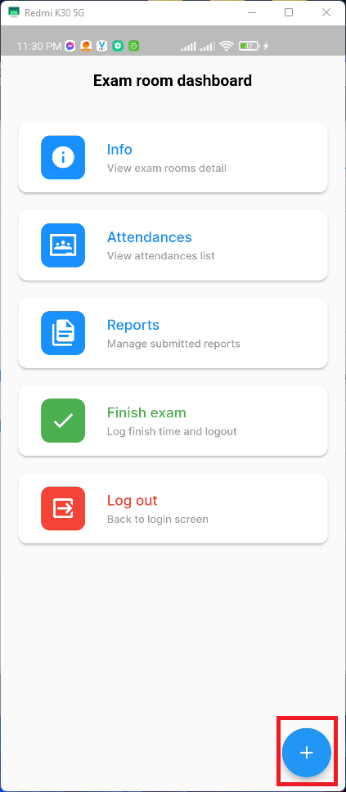 Redmi K30 5G
11:30 PM
Exam room dashboard
Info
View exam rooms detail
Attendances
View attendances list
Reports
Manage submitted reports
Finish exam
Log finish time and logout
Log out
Back to login screen